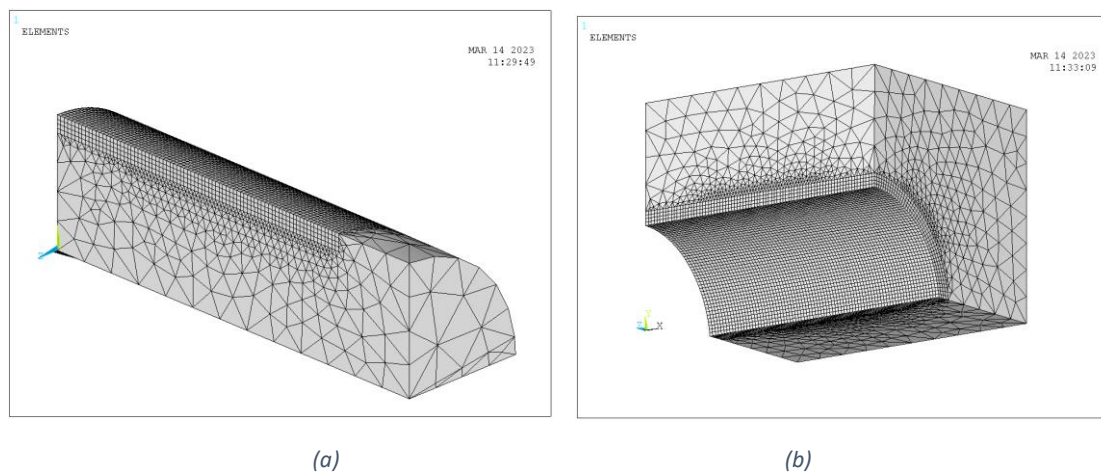 1
ELEMENTS
MAR 14 2023
11:29:49
Z
(a)
1
ELEMENTS
MAR 14 2023
11:33:09
Y
Z X
(b)